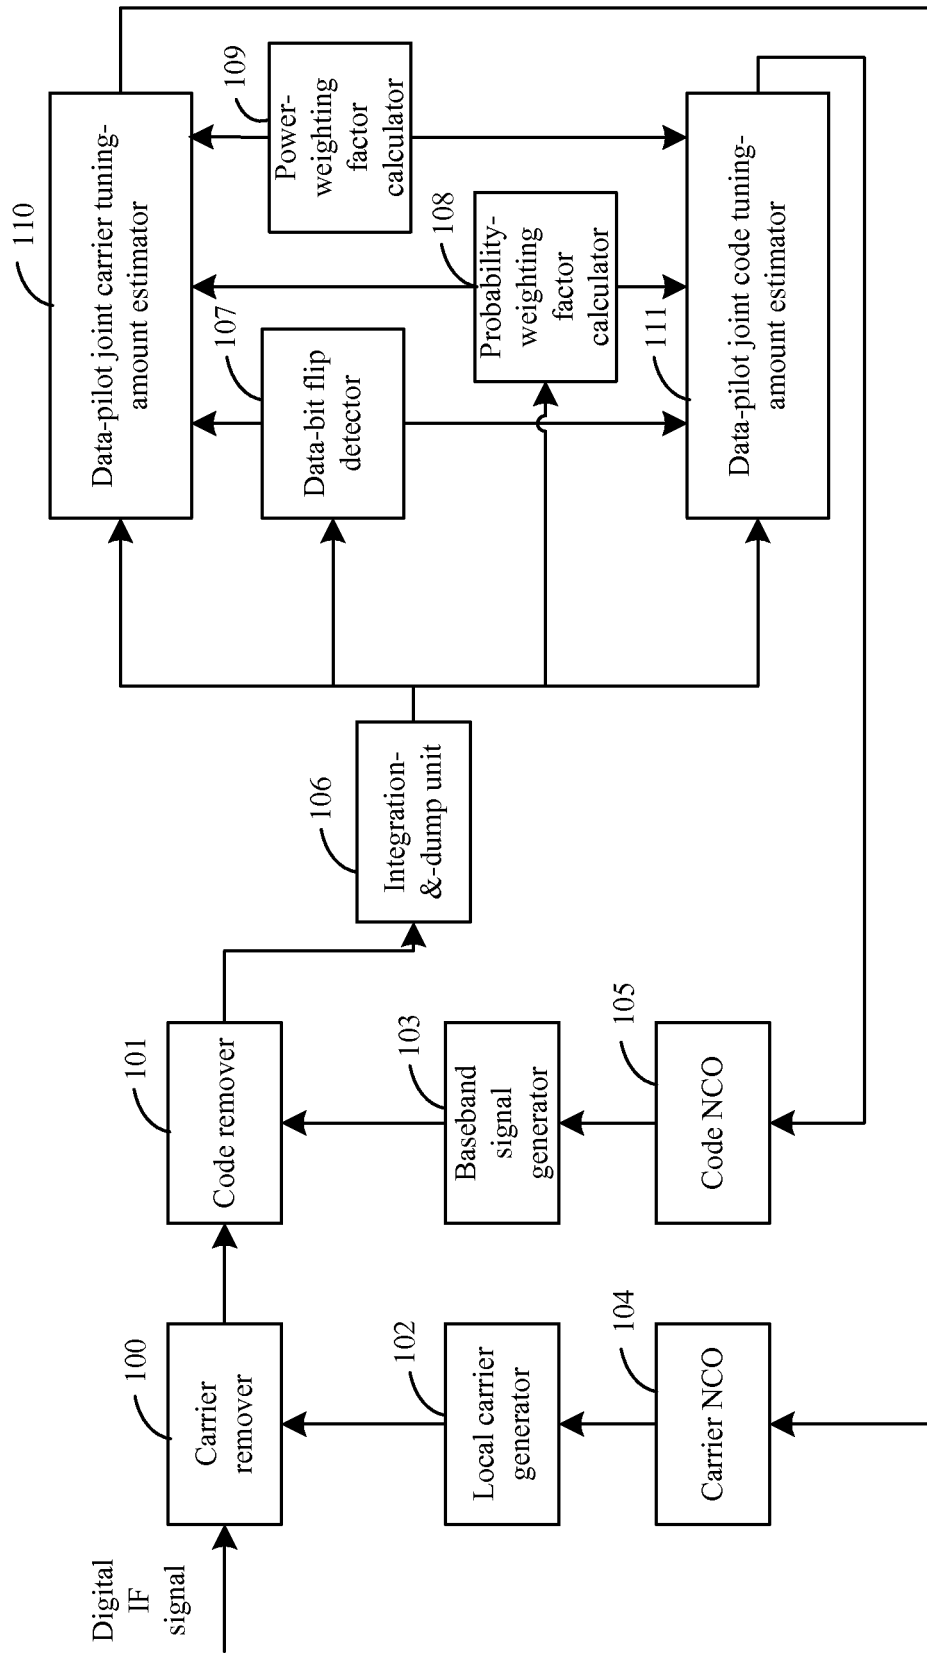 Digital
IF
signal
100
Carrier
remover
101
Code remover
102
Local carrier
generator
103
Baseband
signal
generator
104
Carrier NCO
105
Code NCO
106
Integration-
&-dump unit
107
Data-bit flip
detector
108
Probability-
weighting
factor
calculator
109
Power-
weighting
factor
calculator
110
Data-pilot joint carrier tuning-
amount estimator
111
Data-pilot joint code tuning-
amount estimator